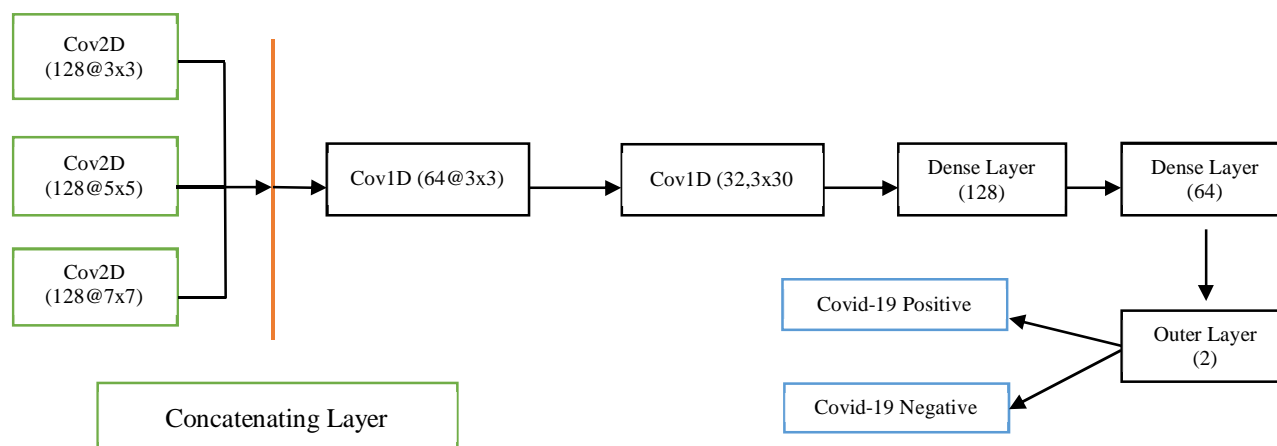 Cov2D
(128@3x3)
Cov2D
(128@5x5)
Cov2D
(128@7x7)
Cov1D (64@3x3)
Cov1D (32,3x30
Dense Layer
(128)
Dense Layer
(64)
Outer Layer
(2)
Covid-19 Positive
Covid-19 Negative
Concatenating Layer